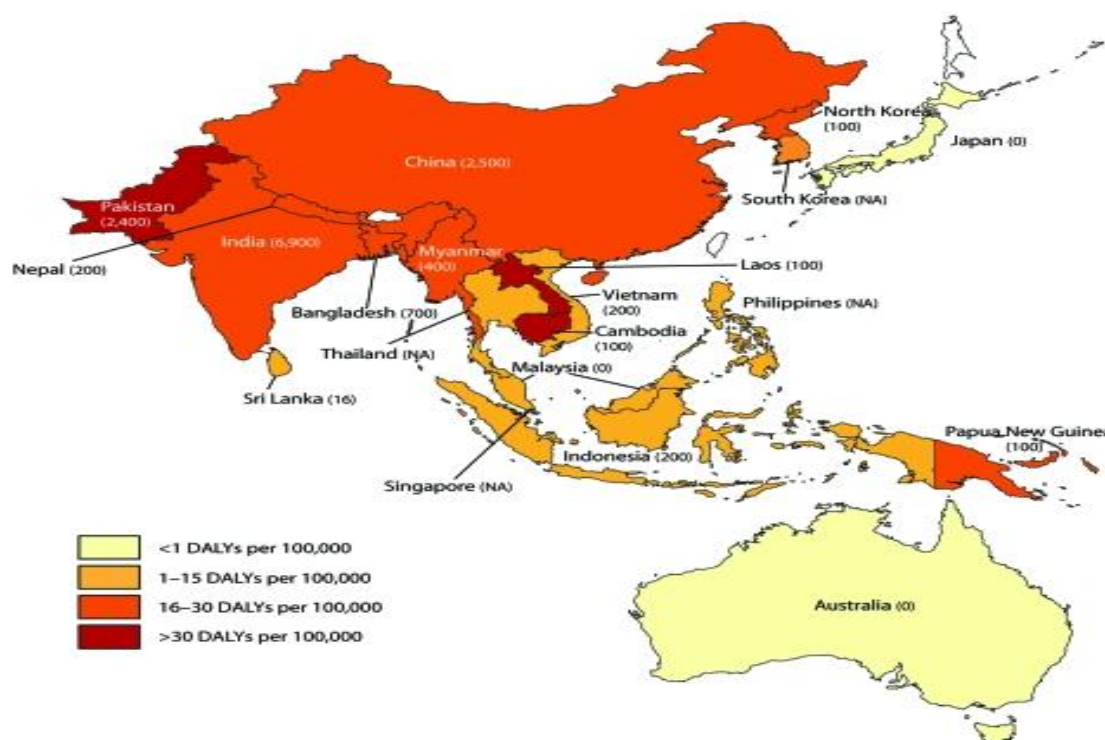 North Korea
(100)
Japan (0)
China (2,500)
South Korea (NA)
Pakistan
(2,400)
India (6,900)
Myanmar
(400)
Nepal (200)
Laos (100)
Bangladesh (700)
Vietnam
(200)
Philippines (NA)
Thailand (NA)
Cambodia
(100)
Malaysia (0)
Sri Lanka (16)
Papua New Guinea
(100)
Indonesia (200)
Singapore (NA)
<1 DALYs per 100,000
1–15 DALYs per 100,000
16–30 DALYs per 100,000
>30 DALYs per 100,000
Australia (0)